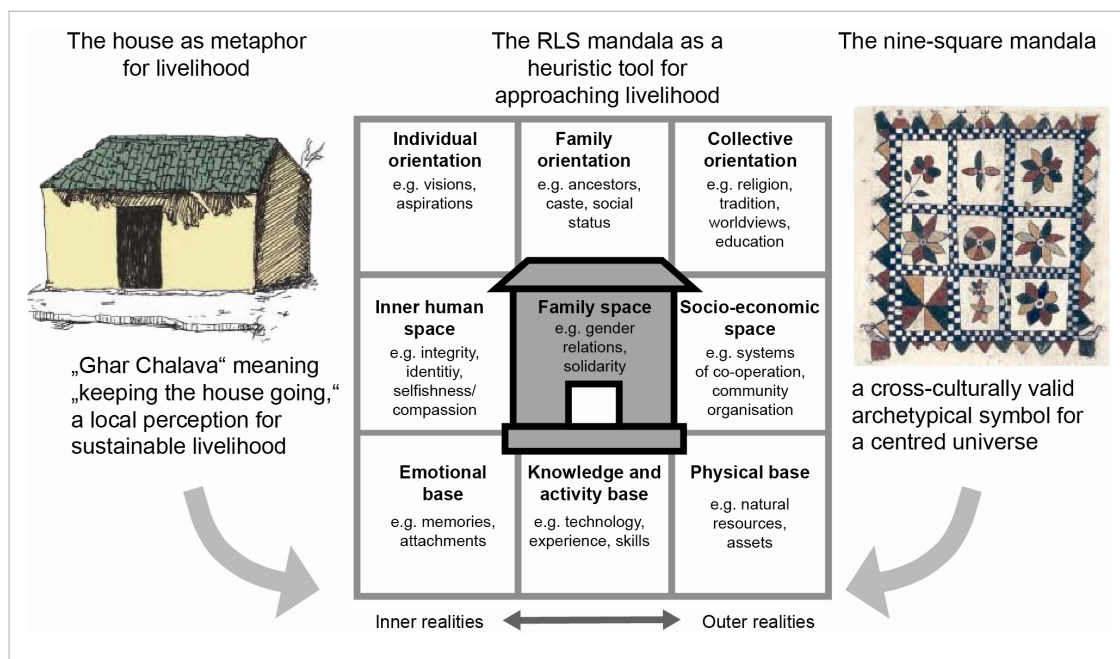 The house as metaphor
for livelihood
„Ghar Chalava“ meaning
„keeping the house going,“
a local perception for
sustainable livelihood
The RLS mandala as a
heuristic tool for
approaching livelihood
Individual
orientation
e.g. visions,
aspirations
Family
orientation
e.g. ancestors,
caste, social
status
Collective
orientation
e.g. religion,
tradition,
worldviews,
education
Inner human
space
e.g. integrity,
identitiy,
selfishness/
compassion
Family space
e.g. gender
relations,
solidarity
Socio-economic
space
e.g. systems
of co-operation,
community
organisation
Emotional
base
e.g. memories,
attachments
Knowledge and
activity base
e.g. technology,
experience, skills
Physical base
e.g. natural
resources,
assets
Inner realities
Outer realities
The nine-square mandala
a cross-culturally valid
archetypical symbol for
a centred universe